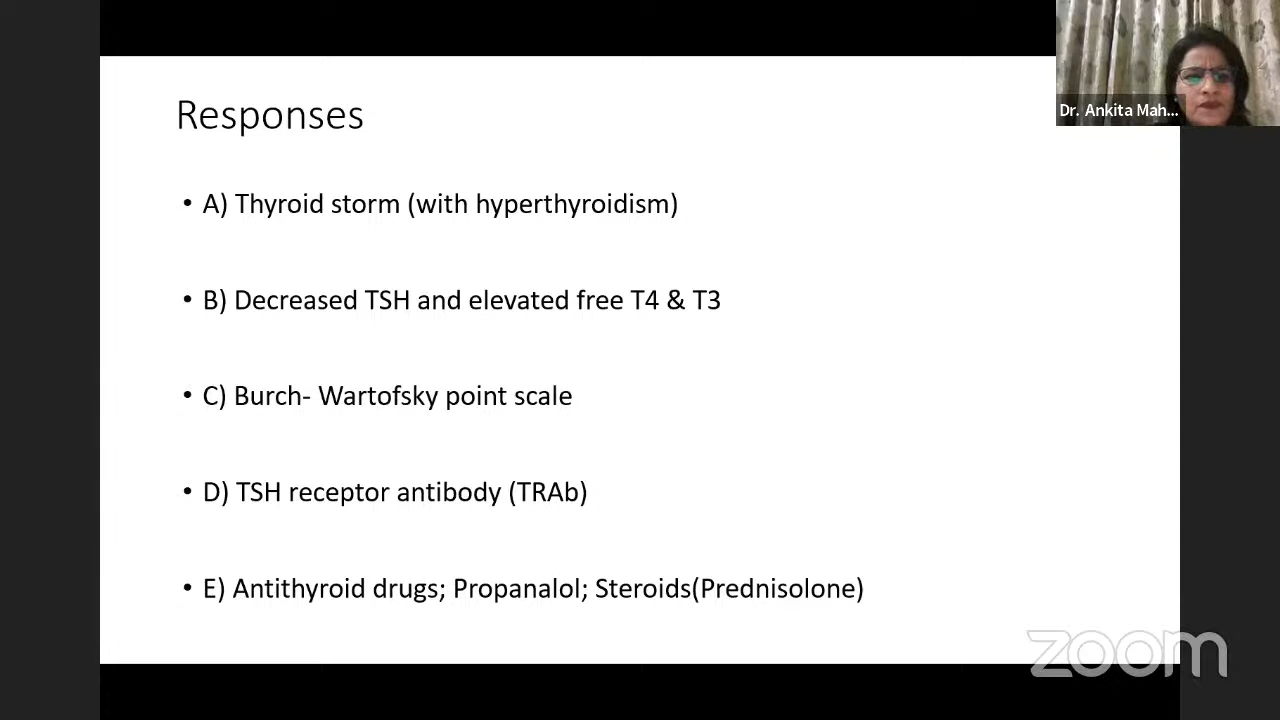 Responses
Dr. Ankita Mah...
• A) Thyroid storm (with hyperthyroidism)
• B) Decreased TSH and elevated free T4 & T3
• C) Burch- Wartofsky point scale
• D) TSH receptor antibody (TRAb)
• E) Antithyroid drugs; Propanalol; Steroids(Prednisolone)
zoom